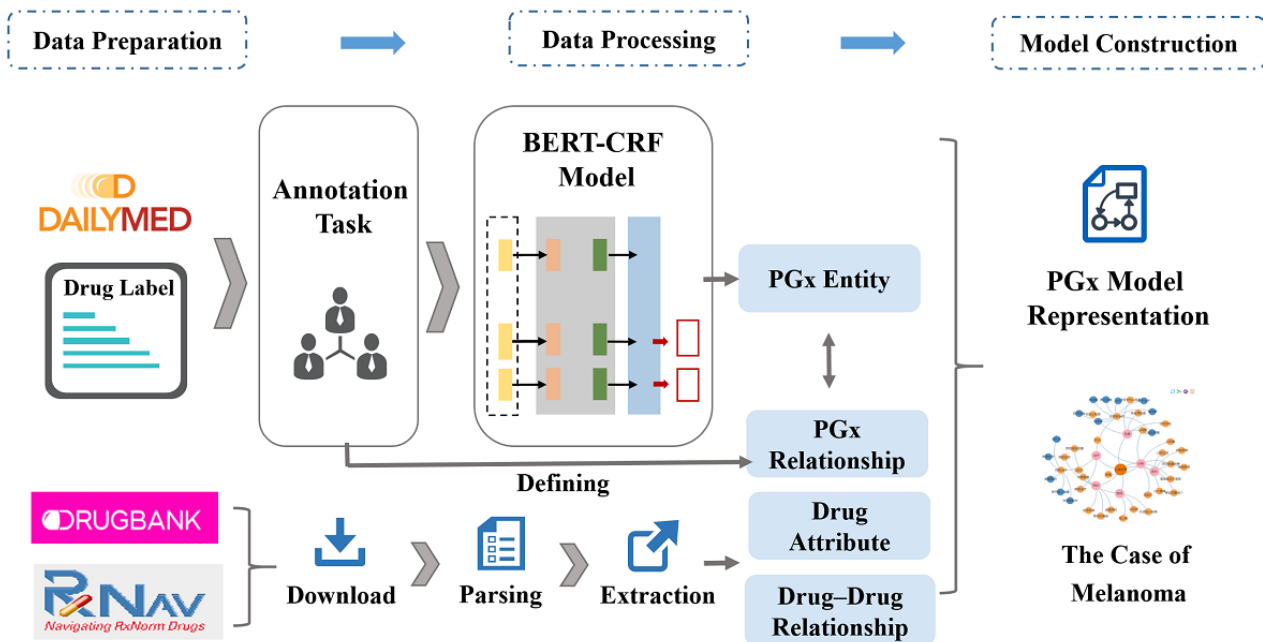 Data Preparation
Data Processing
Model Construction
DAILYMED
Drug Label
Annotation
Task
BERT-CRF
Model
PGx Entity
PGx
Relationship
Defining
PGx Model
Representation
DRUGBANK
RxNav
Navigating RxNorm Drugs
Download
Parsing
Extraction
Drug
Attribute
Drug–Drug
Relationship
The Case of
Melanoma